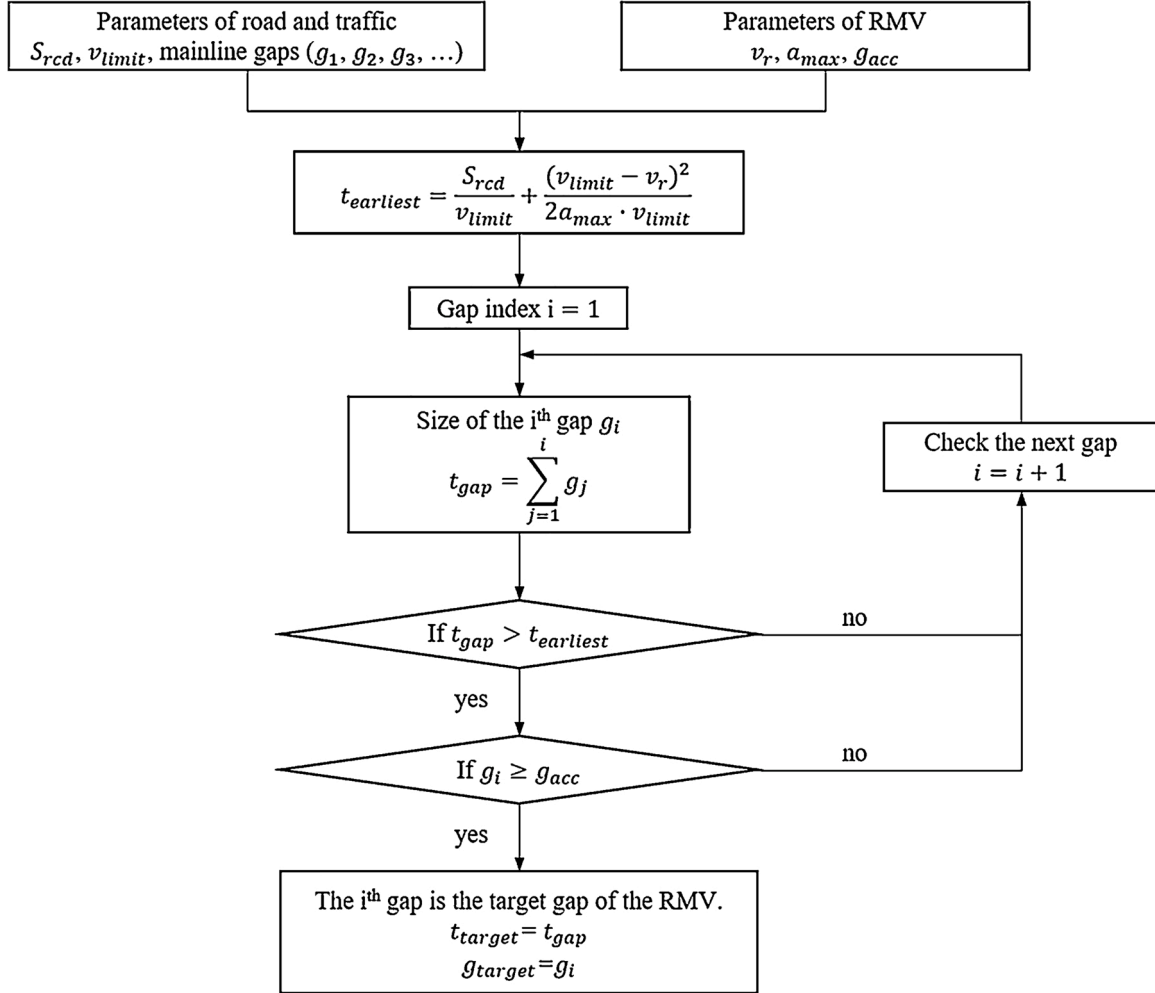 Parameters of road and traffic
S_rcd, v_limit, mainline gaps (g_1, g_2, g_3, …)
Parameters of RMV
v_r, a_max, g_acc
t_earliest = S_rcd / v_limit + (v_limit − v_r)² / (2a_max · v_limit)
Gap index i = 1
Size of the i^th gap g_i
t_gap = ∑_{j=1}^{i} g_j
Check the next gap
i = i + 1
If t_gap > t_earliest
no
yes
If g_i ≥ g_acc
no
yes
The i^th gap is the target gap of the RMV.
t_target= t_gap
g_target=g_i